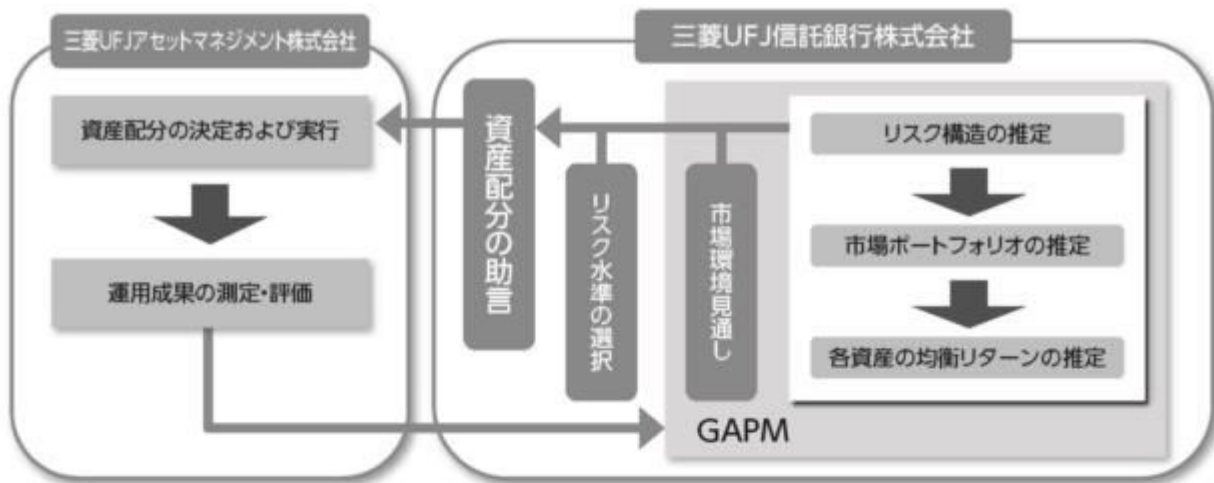 三菱UFJアセットマネジメント株式会社
資産配分の決定および実行
運用成果の測定・評価
三菱UFJ信託銀行株式会社
資産配分の助言
リスク水準の選択
市場環境見通し
リスク構造の推定
市場ポートフォリオの推定
各資産の均衡リターンの推定
GAPM